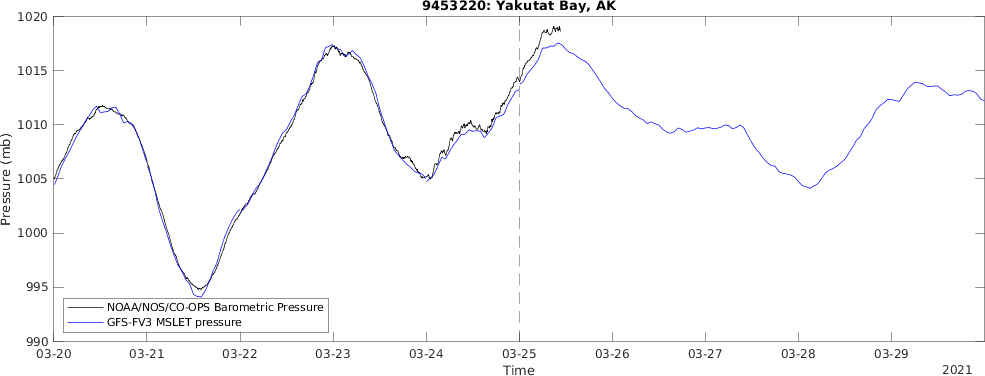 9453220: Yakutat Bay, AK
Pressure (mb)
1020
1015
1010
1005
1000
995
990
NOAA/NOS/CO-OPS Barometric Pressure
GFS-FV3 MSLET pressure
03-20 03-21 03-22 03-23 03-24 03-25 03-26 03-27 03-28 03-29
Time
2021